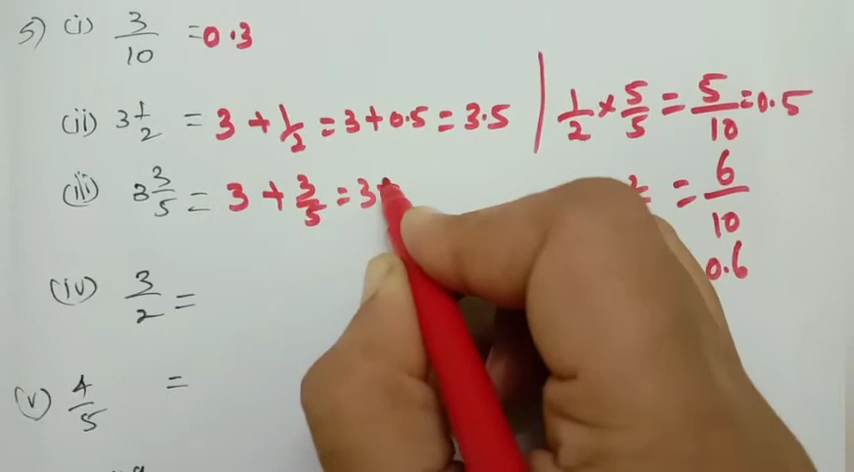 5) (i) 3/10 = 0.3
(ii) 3 1/2 = 3 + 1/2 = 3 + 0.5 = 3.5 | 1/2 × 5/5 = 5/10 = 0.5
(iii) 3 3/5 = 3 + 3/5 = 3 = 6/10
0.6
(iv) 3/2 =
(v) 4/5 =